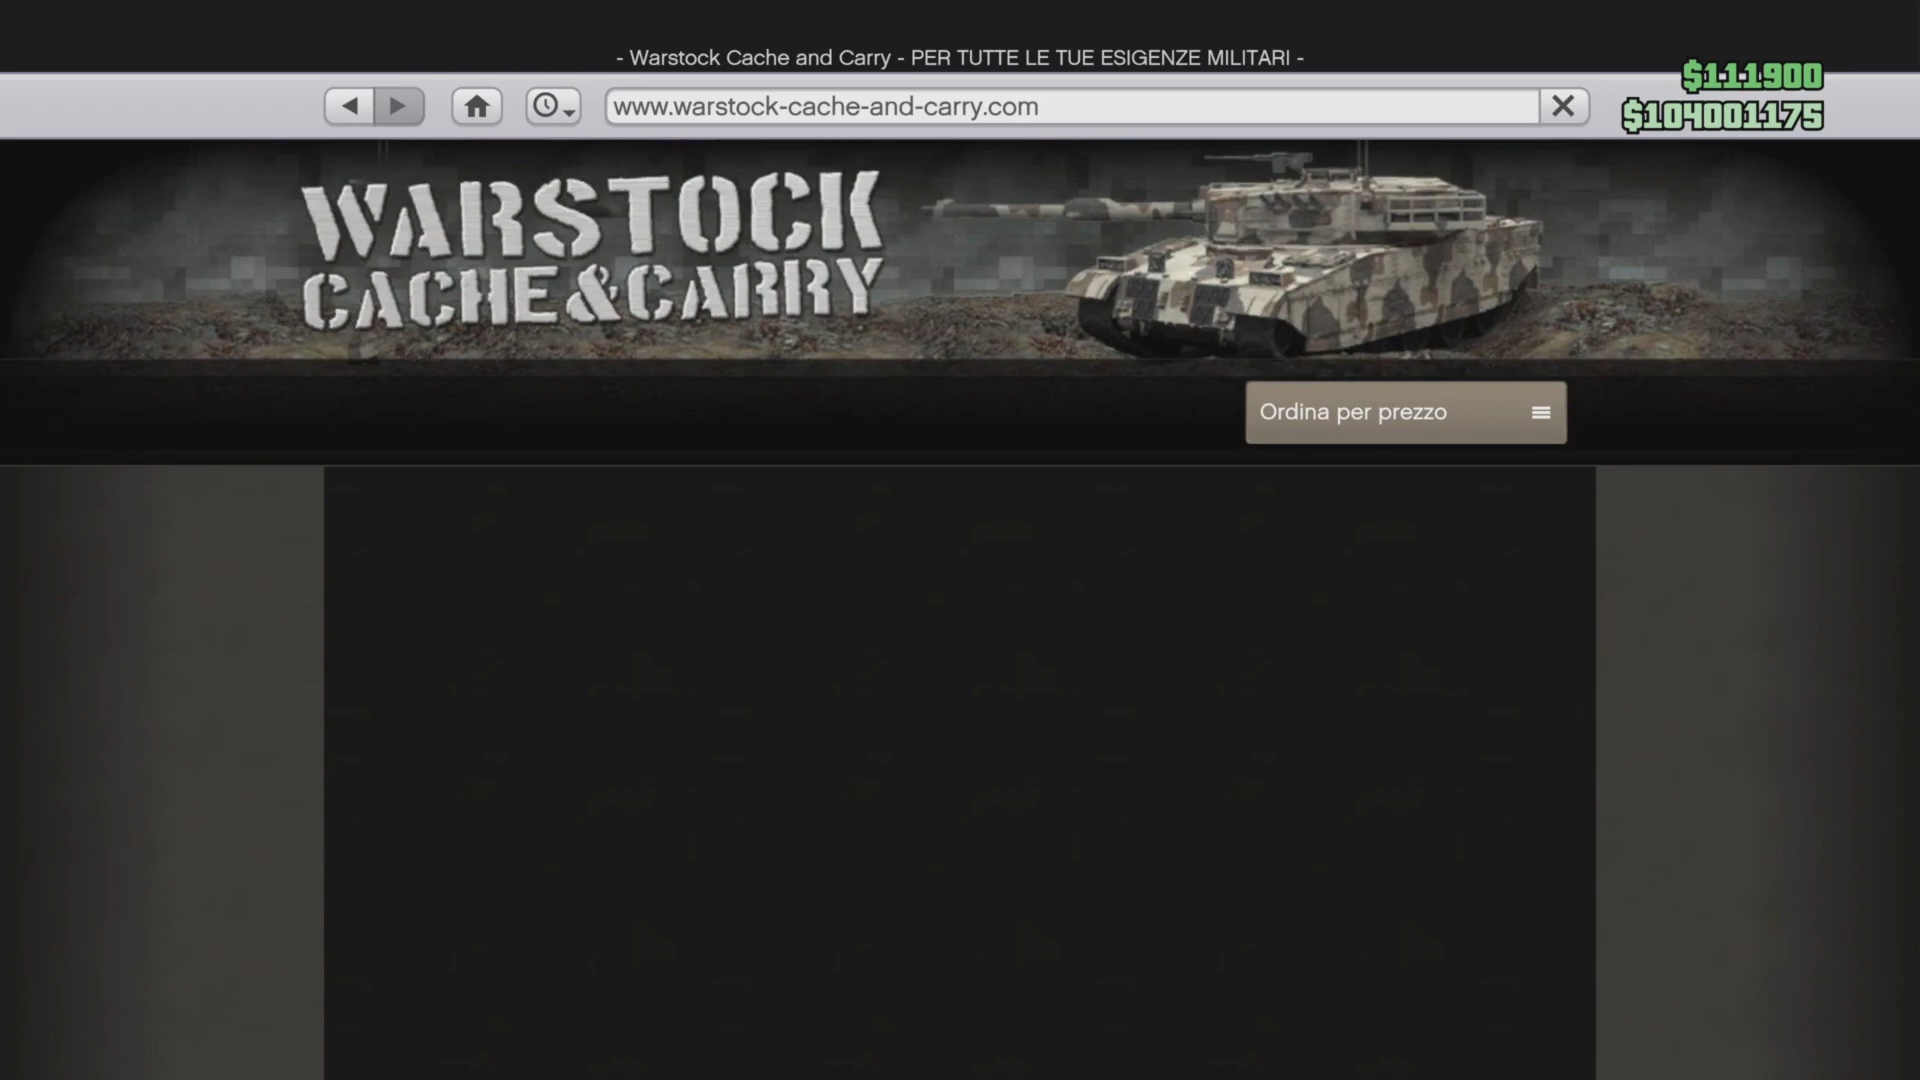 - Warstock Cache and Carry - PER TUTTE LE TUE ESIGENZE MILITARI -
$111900
www.warstock-cache-and-carry.com
$104001175
WARSTOCK
CACHE & CARRY
Ordina per prezzo